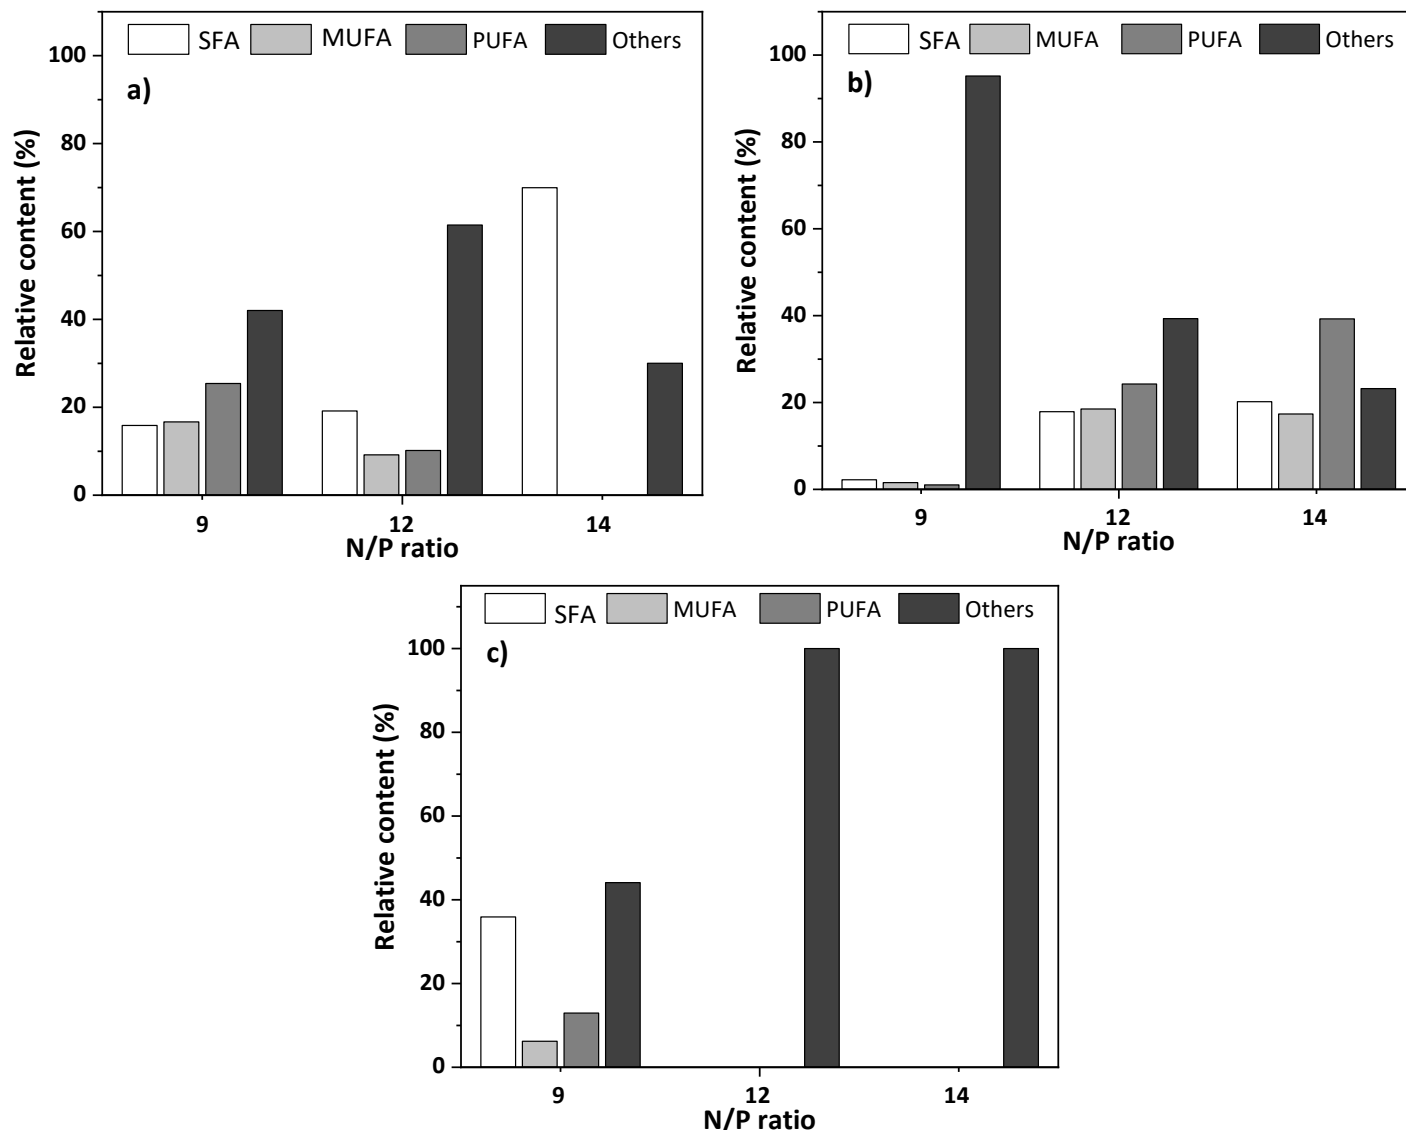 SFA MUFA PUFA Others
a)
Relative content (%)
100
80
60
40
20
0
9 12 14
N/P ratio
SFA MUFA PUFA Others
b)
Relative content (%)
100
80
60
40
20
0
9 12 14
N/P ratio
SFA MUFA PUFA Others
c)
Relative content (%)
100
80
60
40
20
0
9 12 14
N/P ratio